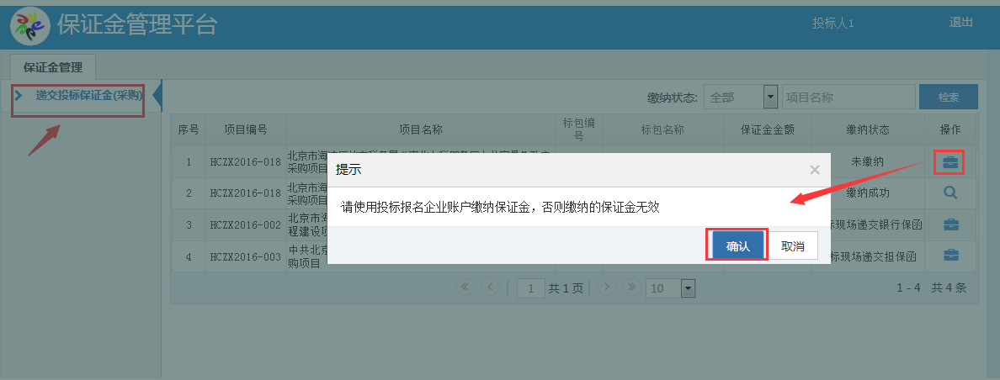 保证金管理平台
投标人1
退出
保证金管理
递交投标保证金(采购)
缴纳状态:
全部
项目名称
检索
序号
项目编号
项目名称
标包编号
标包名称
保证金金额
缴纳状态
操作
1
HCZX2016-018
北京市海
采购项目
未缴纳
2
HCZX2016-018
北京市海
采购项目
缴纳成功
3
HCZX2016-002
北京市海
程建设项
标现场递交银行保函
4
HCZX2016-003
中共北京
购项目
标现场递交担保函
提示
请使用投标报名企业账户缴纳保证金，否则缴纳的保证金无效
确认
取消
1
共 1 页
10
1 - 4 共 4 条